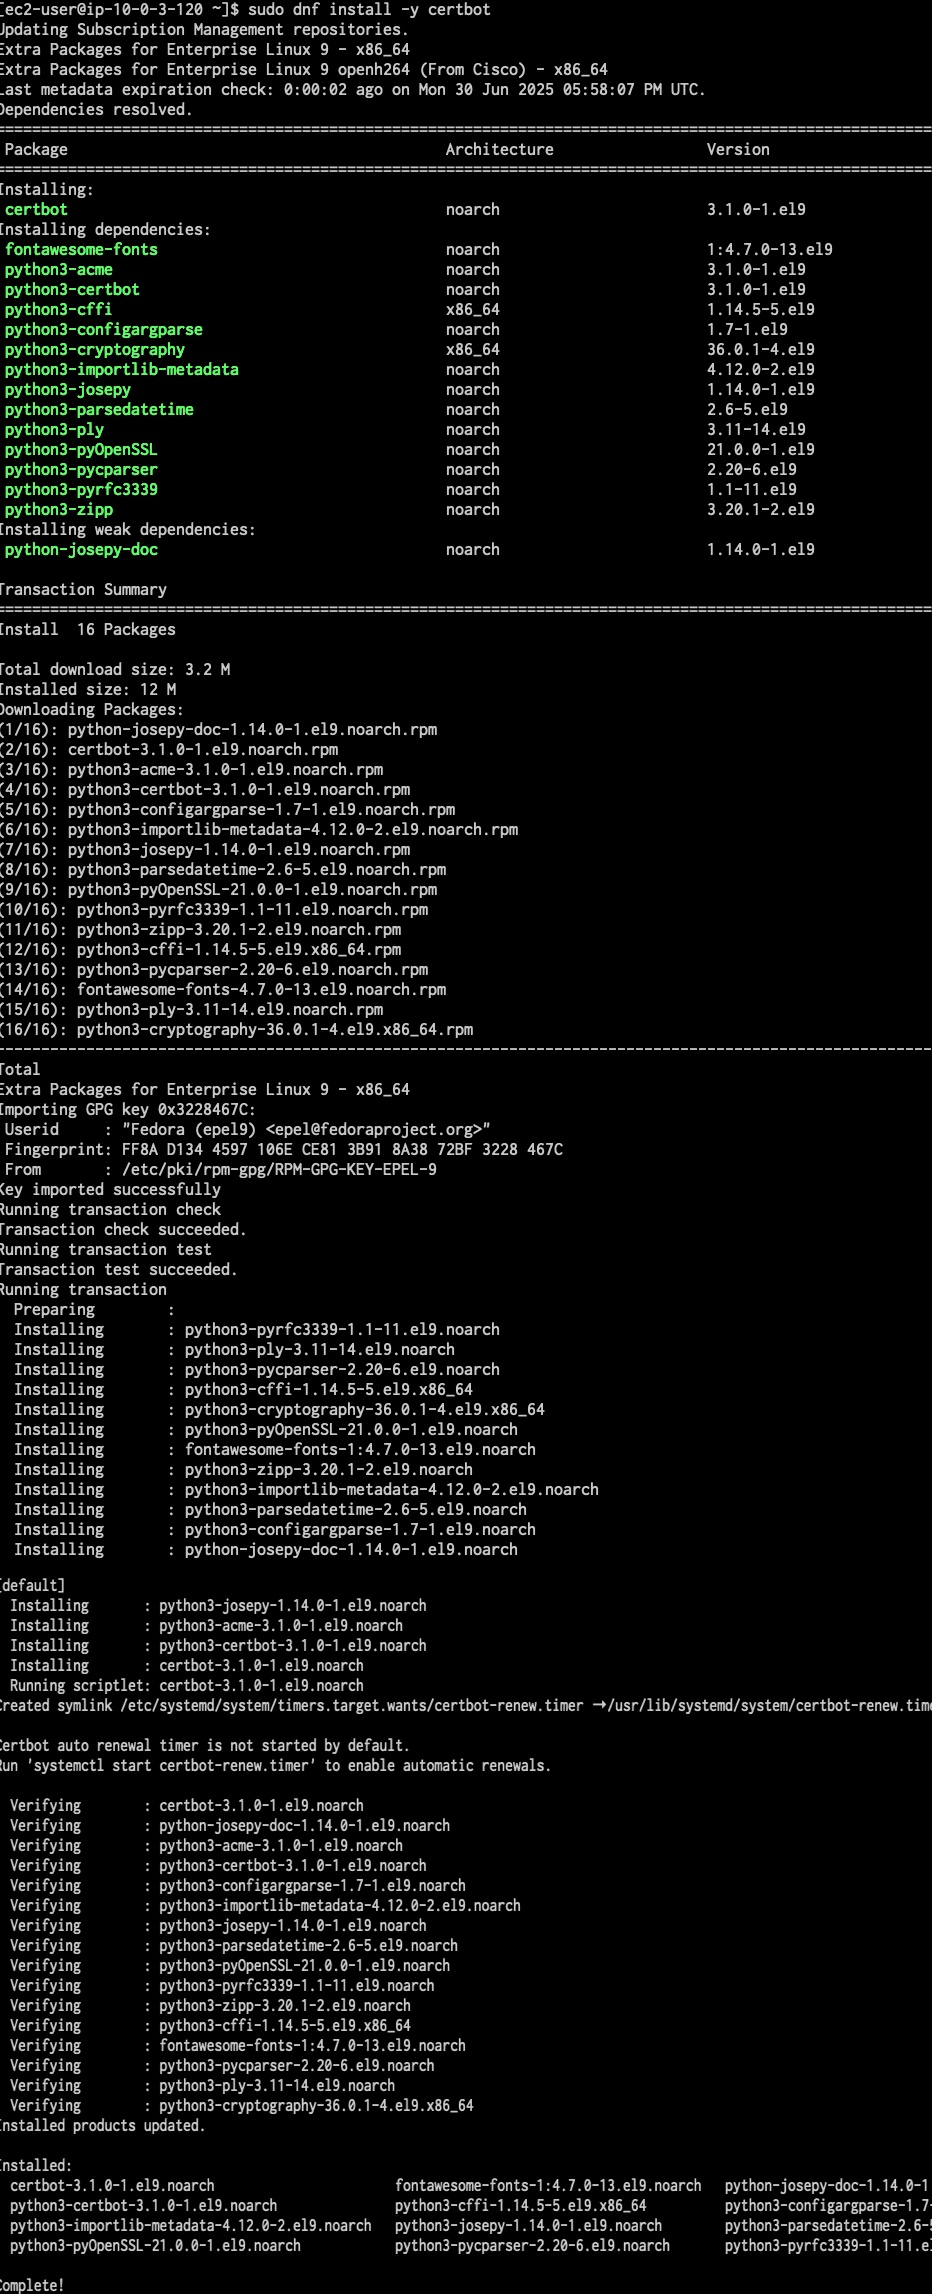 [ec2-user@ip-10-0-3-120 ~]$ sudo dnf install -y certbot
Updating Subscription Management repositories.
Extra Packages for Enterprise Linux 9 - x86_64
Extra Packages for Enterprise Linux 9 openh264 (From Cisco) - x86_64
Last metadata expiration check: 0:00:02 ago on Mon 30 Jun 2025 05:58:07 PM UTC.
Dependencies resolved.
Package Architecture Version
Installing:
certbot noarch 3.1.0-1.el9
Installing dependencies:
fontawesome-fonts noarch 1:4.7.0-13.el9
python3-acme noarch 3.1.0-1.el9
python3-certbot noarch 3.1.0-1.el9
python3-cffi x86_64 1.14.5-5.el9
python3-configargparse noarch 1.7-1.el9
python3-cryptography x86_64 36.0.1-4.el9
python3-importlib-metadata noarch 4.12.0-2.el9
python3-josepy noarch 1.14.0-1.el9
python3-parsedatetime noarch 2.6-5.el9
python3-ply noarch 3.11-14.el9
python3-pyOpenSSL noarch 21.0.0-1.el9
python3-pycparser noarch 2.20-6.el9
python3-pyrfc3339 noarch 1.1-11.el9
python3-zipp noarch 3.20.1-2.el9
Installing weak dependencies:
python-josepy-doc noarch 1.14.0-1.el9
Transaction Summary
Install  16 Packages
Total download size: 3.2 M
Installed size: 12 M
Downloading Packages:
(1/16): python-josepy-doc-1.14.0-1.el9.noarch.rpm
(2/16): certbot-3.1.0-1.el9.noarch.rpm
(3/16): python3-acme-3.1.0-1.el9.noarch.rpm
(4/16): python3-certbot-3.1.0-1.el9.noarch.rpm
(5/16): python3-configargparse-1.7-1.el9.noarch.rpm
(6/16): python3-importlib-metadata-4.12.0-2.el9.noarch.rpm
(7/16): python3-josepy-1.14.0-1.el9.noarch.rpm
(8/16): python3-parsedatetime-2.6-5.el9.noarch.rpm
(9/16): python3-pyOpenSSL-21.0.0-1.el9.noarch.rpm
(10/16): python3-pyrfc3339-1.1-11.el9.noarch.rpm
(11/16): python3-zipp-3.20.1-2.el9.noarch.rpm
(12/16): python3-cffi-1.14.5-5.el9.x86_64.rpm
(13/16): python3-pycparser-2.20-6.el9.noarch.rpm
(14/16): fontawesome-fonts-4.7.0-13.el9.noarch.rpm
(15/16): python3-ply-3.11-14.el9.noarch.rpm
(16/16): python3-cryptography-36.0.1-4.el9.x86_64.rpm
Total
Extra Packages for Enterprise Linux 9 - x86_64
Importing GPG key 0x3228467C:
Userid     : "Fedora (epel9) <epel@fedoraproject.org>"
Fingerprint: FF8A D134 4597 106E CE81 3B91 8A38 72BF 3228 467C
From       : /etc/pki/rpm-gpg/RPM-GPG-KEY-EPEL-9
Key imported successfully
Running transaction check
Transaction check succeeded.
Running transaction test
Transaction test succeeded.
Running transaction
Preparing        :
Installing       : python3-pyrfc3339-1.1-11.el9.noarch
Installing       : python3-ply-3.11-14.el9.noarch
Installing       : python3-pycparser-2.20-6.el9.noarch
Installing       : python3-cffi-1.14.5-5.el9.x86_64
Installing       : python3-cryptography-36.0.1-4.el9.x86_64
Installing       : python3-pyOpenSSL-21.0.0-1.el9.noarch
Installing       : fontawesome-fonts-1:4.7.0-13.el9.noarch
Installing       : python3-zipp-3.20.1-2.el9.noarch
Installing       : python3-importlib-metadata-4.12.0-2.el9.noarch
Installing       : python3-parsedatetime-2.6-5.el9.noarch
Installing       : python3-configargparse-1.7-1.el9.noarch
Installing       : python-josepy-doc-1.14.0-1.el9.noarch
[default]
Installing       : python3-josepy-1.14.0-1.el9.noarch
Installing       : python3-acme-3.1.0-1.el9.noarch
Installing       : python3-certbot-3.1.0-1.el9.noarch
Installing       : certbot-3.1.0-1.el9.noarch
Running scriptlet: certbot-3.1.0-1.el9.noarch
Created symlink /etc/systemd/system/timers.target.wants/certbot-renew.timer →/usr/lib/systemd/system/certbot-renew.tim
Certbot auto renewal timer is not started by default.
Run 'systemctl start certbot-renew.timer' to enable automatic renewals.
Verifying        : certbot-3.1.0-1.el9.noarch
Verifying        : python-josepy-doc-1.14.0-1.el9.noarch
Verifying        : python3-acme-3.1.0-1.el9.noarch
Verifying        : python3-certbot-3.1.0-1.el9.noarch
Verifying        : python3-configargparse-1.7-1.el9.noarch
Verifying        : python3-importlib-metadata-4.12.0-2.el9.noarch
Verifying        : python3-josepy-1.14.0-1.el9.noarch
Verifying        : python3-parsedatetime-2.6-5.el9.noarch
Verifying        : python3-pyOpenSSL-21.0.0-1.el9.noarch
Verifying        : python3-pyrfc3339-1.1-11.el9.noarch
Verifying        : python3-zipp-3.20.1-2.el9.noarch
Verifying        : python3-cffi-1.14.5-5.el9.x86_64
Verifying        : fontawesome-fonts-1:4.7.0-13.el9.noarch
Verifying        : python3-pycparser-2.20-6.el9.noarch
Verifying        : python3-ply-3.11-14.el9.noarch
Verifying        : python3-cryptography-36.0.1-4.el9.x86_64
Installed products updated.
Installed:
certbot-3.1.0-1.el9.noarch fontawesome-fonts-1:4.7.0-13.el9.noarch python-josepy-doc-1.14.0-1
python3-certbot-3.1.0-1.el9.noarch python3-cffi-1.14.5-5.el9.x86_64 python3-configargparse-1.7-
python3-importlib-metadata-4.12.0-2.el9.noarch python3-josepy-1.14.0-1.el9.noarch python3-parsedatetime-2.6-5
python3-pyOpenSSL-21.0.0-1.el9.noarch python3-pycparser-2.20-6.el9.noarch python3-pyrfc3339-1.1-11.el
Complete!